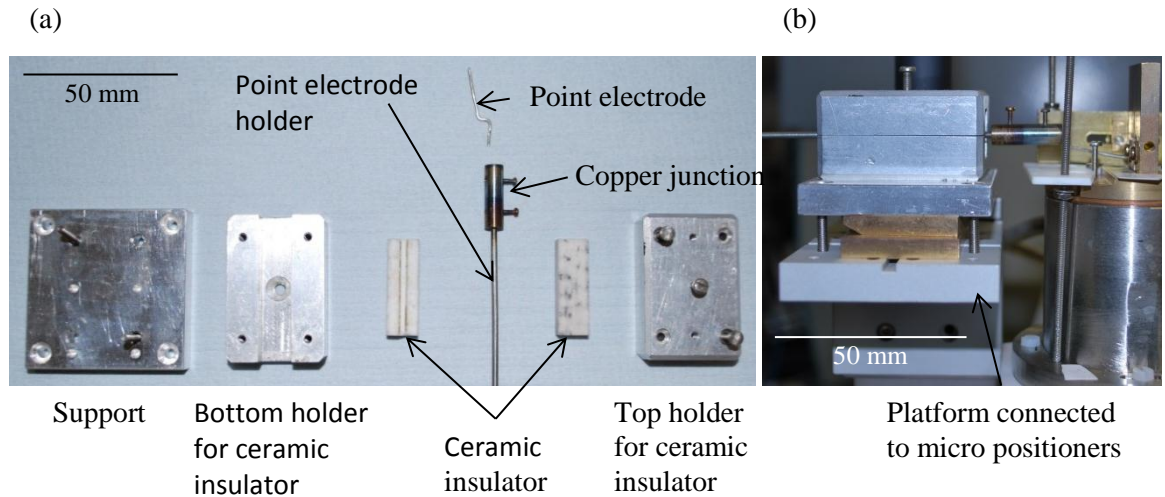 (a)
(b)
50 mm
Point electrode
holder
Point electrode
Copper junction
50 mm
Support
Bottom holder
for ceramic
insulator
Ceramic
insulator
Top holder
for ceramic
insulator
Platform connected
to micro positioners